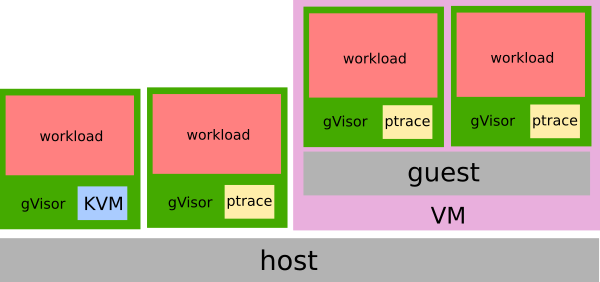 workload
gVisor KVM
workload
gVisor ptrace
workload
gVisor ptrace
workload
gVisor ptrace
guest
VM
host